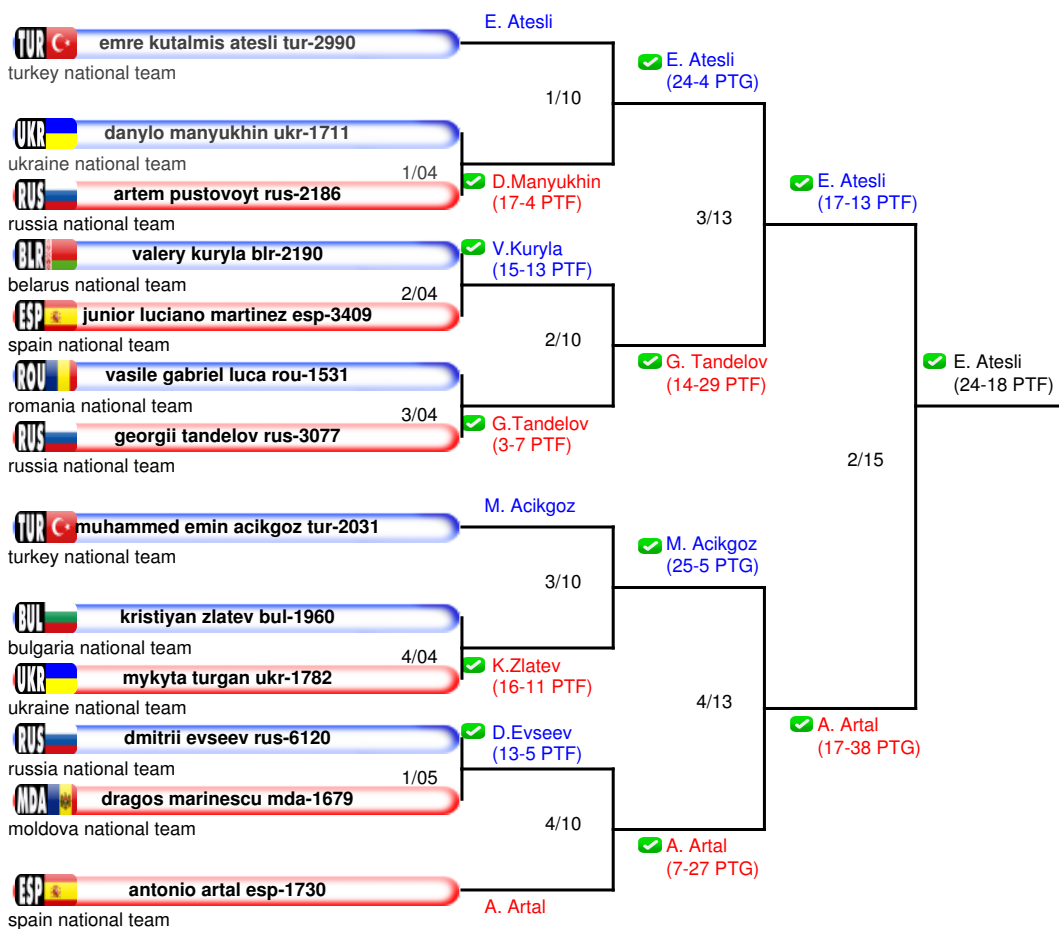 E. Atesli
TUR emre kutalmis atesli tur-2990
turkey national team
E. Atesli
(24-4 PTG)
1/10
UKR danylo manyukhin ukr-1711
ukraine national team
1/04
D.Manyukhin
(17-4 PTF)
RUS artem pustovoyt rus-2186
russia national team
E. Atesli
(17-13 PTF)
3/13
BLR valery kuryla blr-2190
belarus national team
V.Kuryla
(15-13 PTF)
2/04
ESP junior luciano martinez esp-3409
spain national team
2/10
G. Tandelov
(14-29 PTF)
E. Atesli
(24-18 PTF)
ROU vasile gabriel luca rou-1531
romania national team
3/04
G.Tandelov
(3-7 PTF)
RUS georgii tandelov rus-3077
russia national team
2/15
M. Acikgoz
TUR muhammed emin acikgoz tur-2031
turkey national team
M. Acikgoz
(25-5 PTG)
3/10
BUL kristiyan zlatev bul-1960
bulgaria national team
4/04
K.Zlatev
(16-11 PTF)
UKR mykyta turgan ukr-1782
ukraine national team
4/13
A. Artal
(17-38 PTG)
RUS dmitrii evseev rus-6120
russia national team
D.Evseev
(13-5 PTF)
1/05
MDA dragos marinescu mda-1679
moldova national team
4/10
A. Artal
(7-27 PTG)
ESP antonio artal esp-1730
spain national team
A. Artal